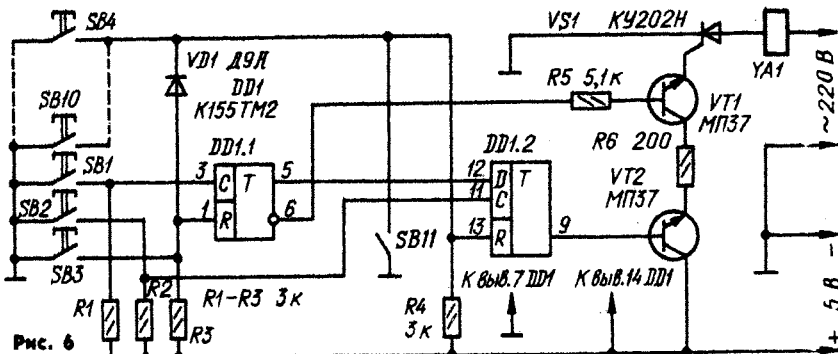 SB4
VS1 КУ202Н
VD1 Д9Д
DD1
К155ТМ2
YA1
~220 В
R5 5,1к
VT1
МП37
SB10
DD1.1
DD1.2
R6 200
SB1
3 C T 5
12 D T
11 C
VT2
МП37
SB2
1 R 6
13 R 9
SB11
SB3
R1 R2 R3
R1-R3 3к
R4
3к
К выв.7 DD1
К выв.14 DD1
+ 5 В -
Рис. 6